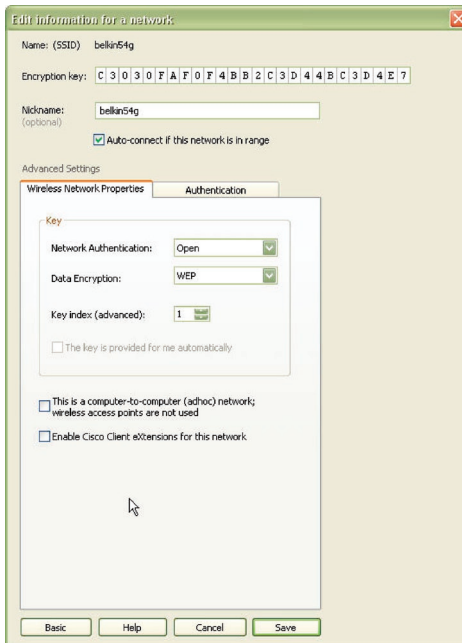 Edit information for a network
Name: (SSID) belkin54g
Encryption key: C 3 0 3 0 F A F 0 F 4 B B 2 C 3 D 4 4 B C 3 D 4 E 7
Nickname: belkin54g
(optional)
Auto-connect if this network is in range
Advanced Settings
Wireless Network Properties Authentication
Key
Network Authentication: Open
Data Encryption: WEP
Key index (advanced): 1
The key is provided for me automatically
This is a computer-to-computer (adhoc) network;
wireless access points are not used
Enable Cisco Client eXtensions for this network
Basic Help Cancel Save